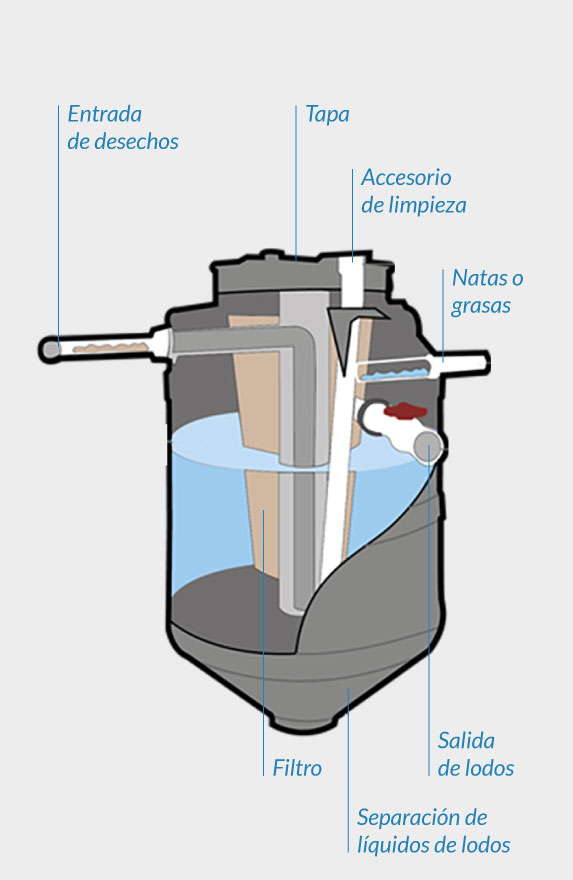 Entrada
de desechos
Tapa
Accesorio
de limpieza
Natas o
grasas
Salida
de lodos
Filtro
Separación de
líquidos de lodos